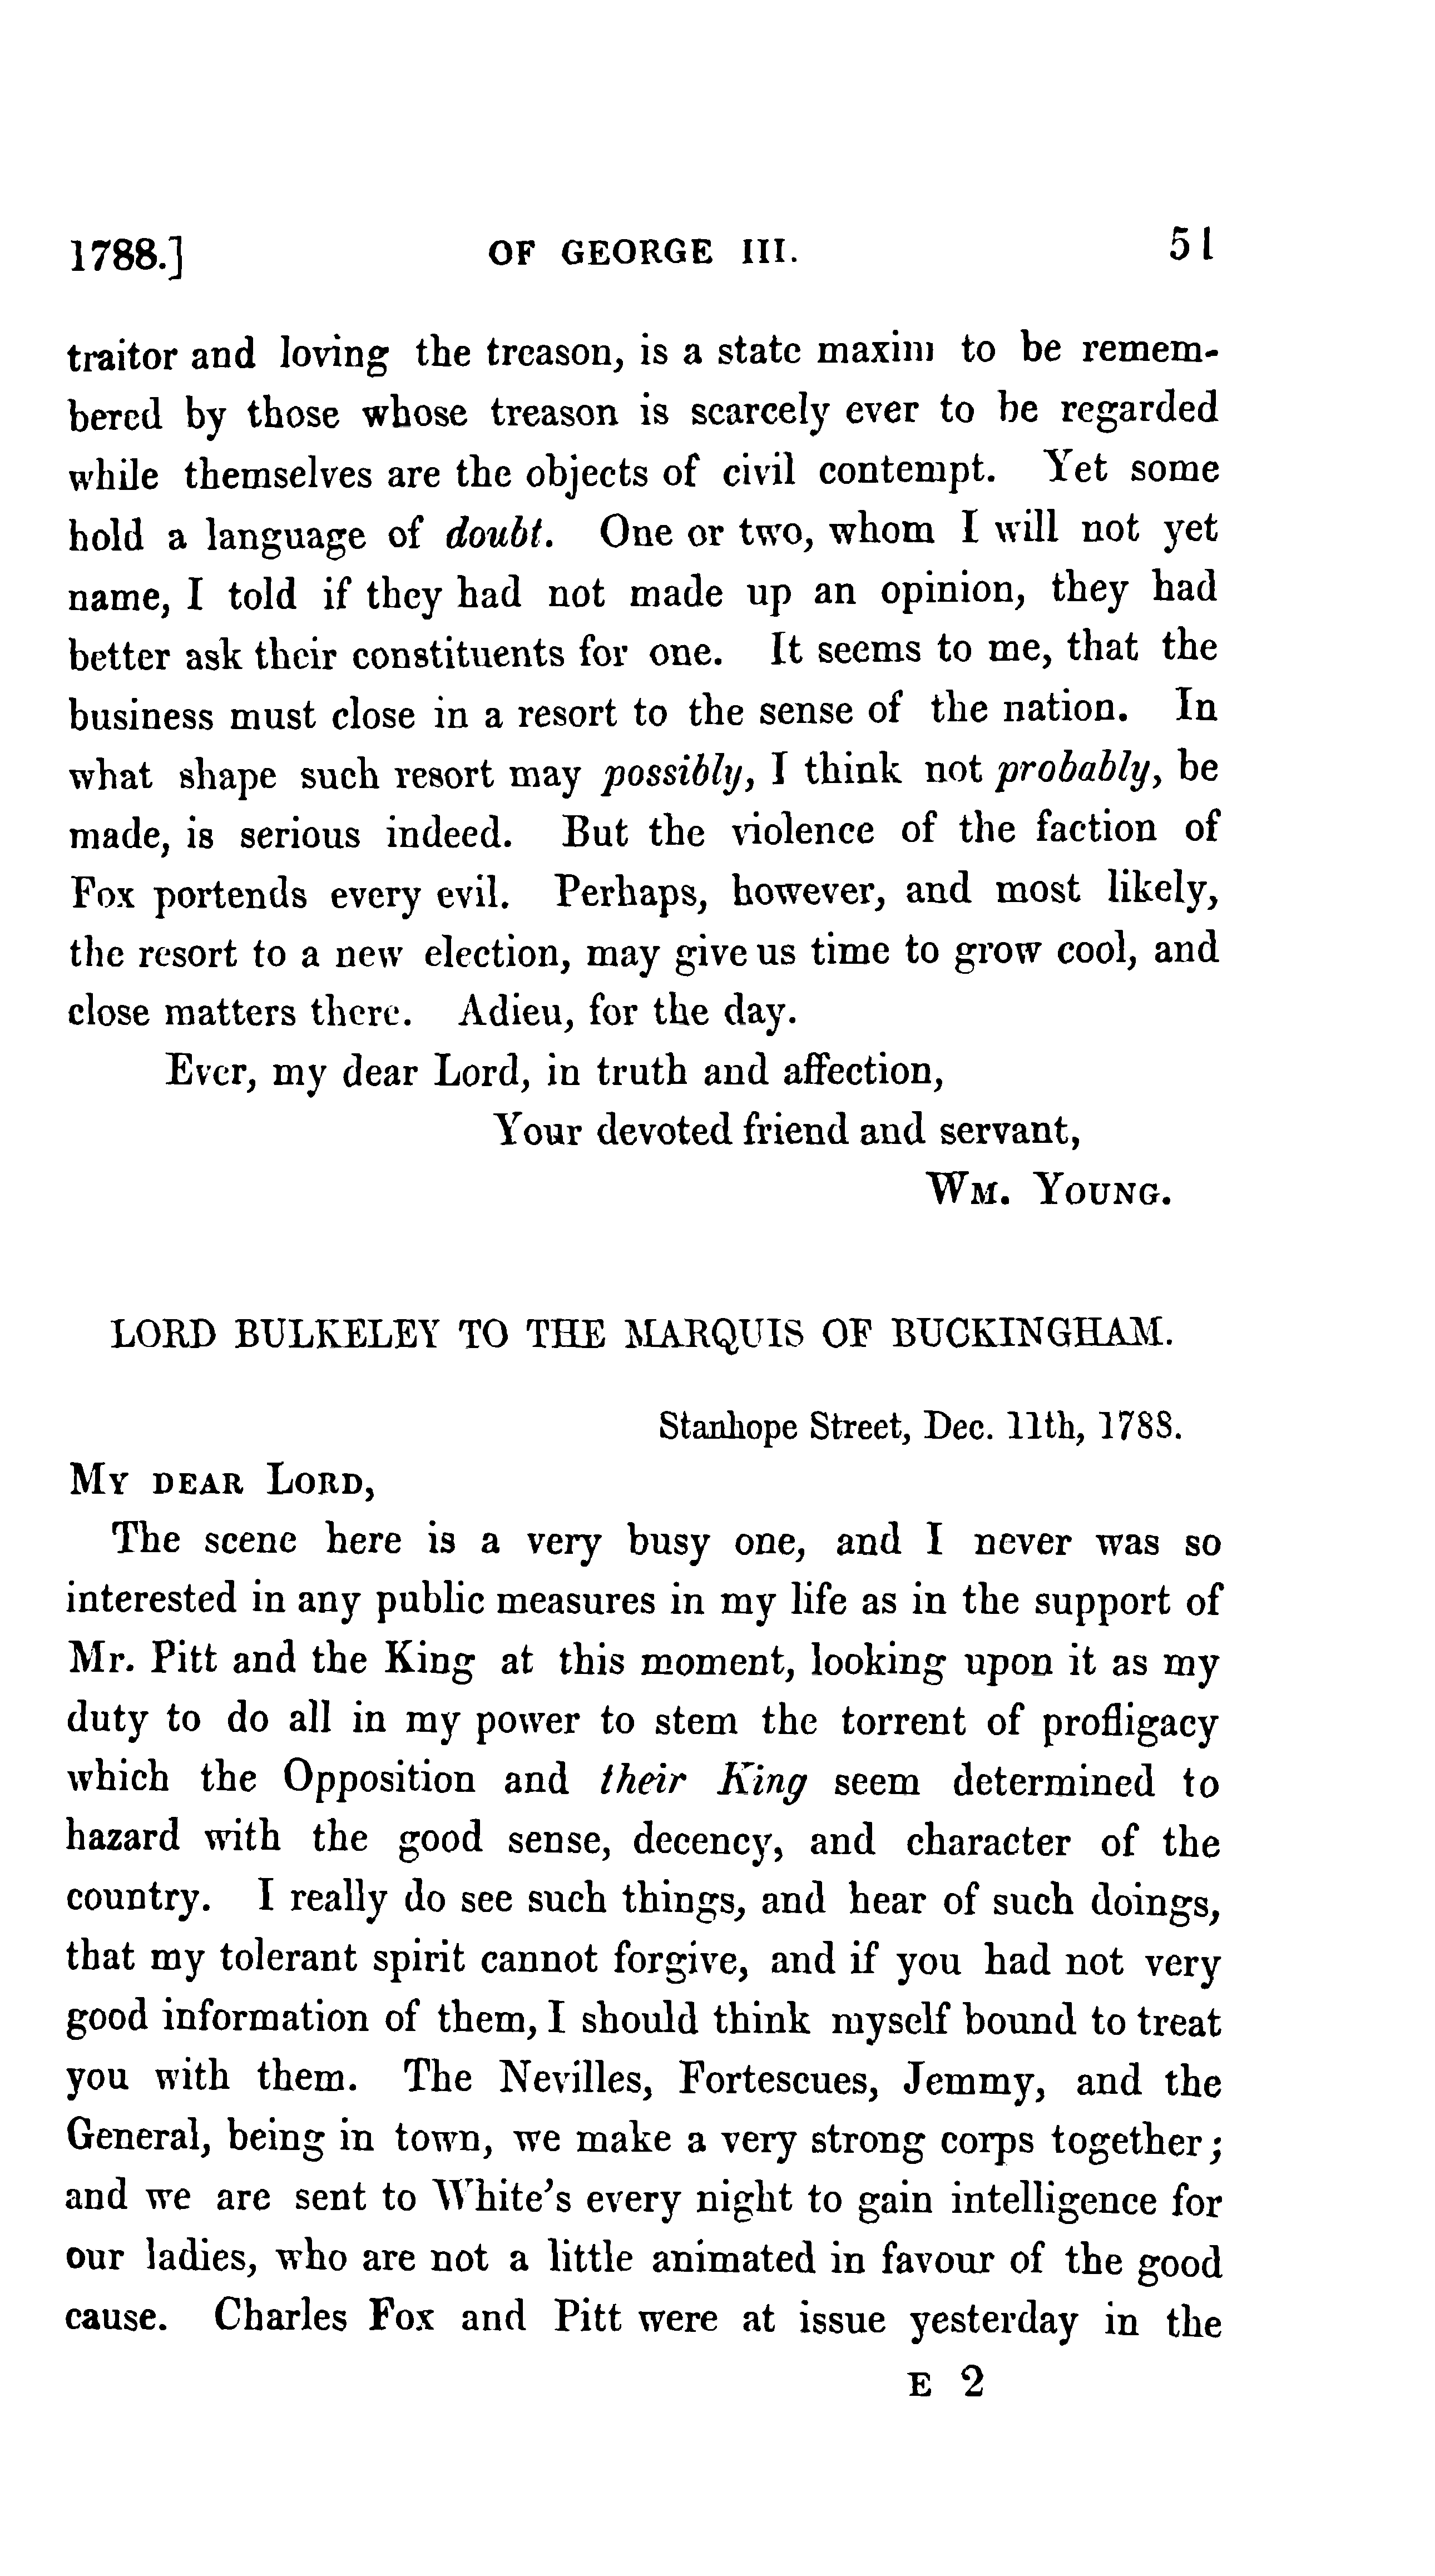 1788.] OF GEORGE III. 51
traitor and loving the treason, is a state maxim to be remem-
bered by those whose treason is scarcely ever to be regarded
while themselves are the objects of civil contempt. Yet some
hold a language of doubt. One or two, whom I will not yet
name, I told if they had not made up an opinion, they had
better ask their constituents for one. It seems to me, that the
business must close in a resort to the sense of the nation. In
what shape such resort may possibly, I think not probably, be
made, is serious indeed. But the violence of the faction of
Fox portends every evil. Perhaps, however, and most likely,
the resort to a new election, may give us time to grow cool, and
close matters there. Adieu, for the day.
Ever, my dear Lord, in truth and affection,
Your devoted friend and servant,
WM. YOUNG.
LORD BULKELEY TO THE MARQUIS OF BUCKINGHAM.
Stanhope Street, Dec. 11th, 1788.
MY DEAR LORD,
The scene here is a very busy one, and I never was so
interested in any public measures in my life as in the support of
Mr. Pitt and the King at this moment, looking upon it as my
duty to do all in my power to stem the torrent of profligacy
which the Opposition and their King seem determined to
hazard with the good sense, decency, and character of the
country. I really do see such things, and hear of such doings,
that my tolerant spirit cannot forgive, and if you had not very
good information of them, I should think myself bound to treat
you with them. The Nevilles, Fortescues, Jemmy, and the
General, being in town, we make a very strong corps together;
and we are sent to White's every night to gain intelligence for
our ladies, who are not a little animated in favour of the good
cause. Charles Fox and Pitt were at issue yesterday in the
E 2